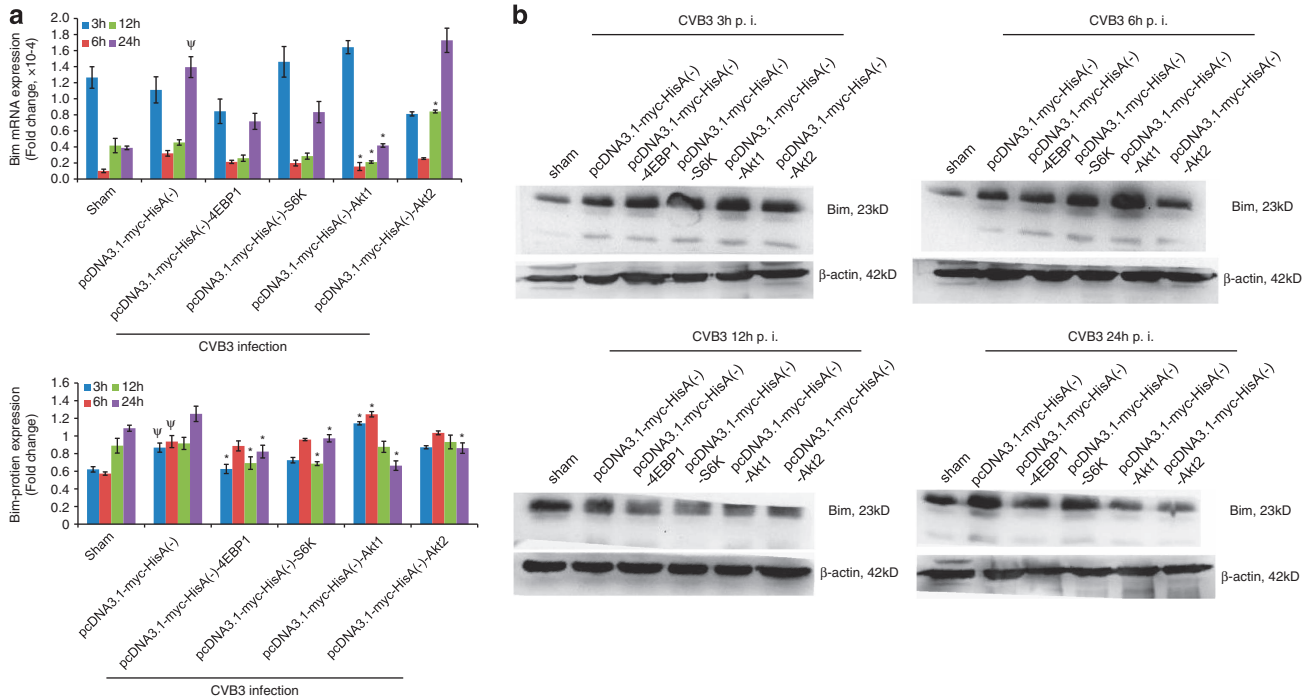 a
Bim mRNA expression
(Fold change, ×10-4)
2.0
1.8
1.6
1.4
1.2
1.0
0.8
0.6
0.4
0.2
0.0
3h 12h
6h 24h
ψ
* * *
*
Sham
pcDNA3.1-myc-HisA(-)
pcDNA3.1-myc-HisA(-)-4EBP1
pcDNA3.1-myc-HisA(-)-S6K
pcDNA3.1-myc-HisA(-)-Akt1
pcDNA3.1-myc-HisA(-)-Akt2
CVB3 infection
Bim-protien expression
(Fold change)
1.6
1.4
1.2
1
0.8
0.6
0.4
0.2
0
3h 12h
6h 24h
ψ ψ
* * *
* *
* * *
*
Sham
pcDNA3.1-myc-HisA(-)
pcDNA3.1-myc-HisA(-)-4EBP1
pcDNA3.1-myc-HisA(-)-S6K
pcDNA3.1-myc-HisA(-)-Akt1
pcDNA3.1-myc-HisA(-)-Akt2
CVB3 infection
b
CVB3 3h p. i.
sham
pcDNA3.1-myc-HisA(-)
pcDNA3.1-myc-HisA(-)
-4EBP1
pcDNA3.1-myc-HisA(-)
-S6K
pcDNA3.1-myc-HisA(-)
-Akt1
pcDNA3.1-myc-HisA(-)
-Akt2
Bim, 23kD
β-actin, 42kD
CVB3 6h p. i.
sham
pcDNA3.1-myc-HisA(-)
pcDNA3.1-myc-HisA(-)
-4EBP1
pcDNA3.1-myc-HisA(-)
-S6K
pcDNA3.1-myc-HisA(-)
-Akt1
pcDNA3.1-myc-HisA(-)
-Akt2
Bim, 23kD
β-actin, 42kD
CVB3 12h p. i.
sham
pcDNA3.1-myc-HisA(-)
pcDNA3.1-myc-HisA(-)
-4EBP1
pcDNA3.1-myc-HisA(-)
-S6K
pcDNA3.1-myc-HisA(-)
-Akt1
pcDNA3.1-myc-HisA(-)
-Akt2
Bim, 23kD
β-actin, 42kD
CVB3 24h p. i.
sham
pcDNA3.1-myc-HisA(-)
pcDNA3.1-myc-HisA(-)
-4EBP1
pcDNA3.1-myc-HisA(-)
-S6K
pcDNA3.1-myc-HisA(-)
-Akt1
pcDNA3.1-myc-HisA(-)
-Akt2
Bim, 23kD
β-actin, 42kD